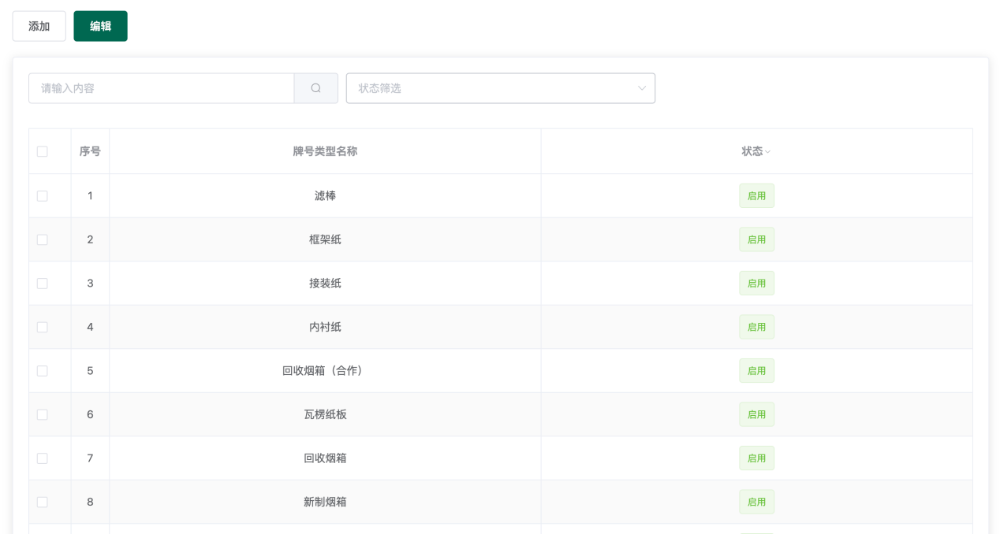 添加 编辑
请输入内容 状态筛选
序号 牌号类型名称 状态
1 滤棒 启用
2 框架纸 启用
3 接装纸 启用
4 内衬纸 启用
5 回收烟箱（合作） 启用
6 瓦楞纸板 启用
7 回收烟箱 启用
8 新制烟箱 启用